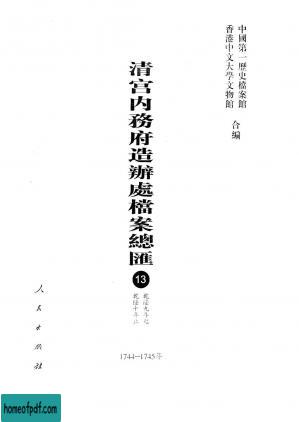 中國第一歷史檔案館
香港中文大學文物館
合編
清宮内務府造辦處檔案總匯
13
乾隆九年起
乾隆十年止
1744—1745年
人民出版社
homeofpdf.com